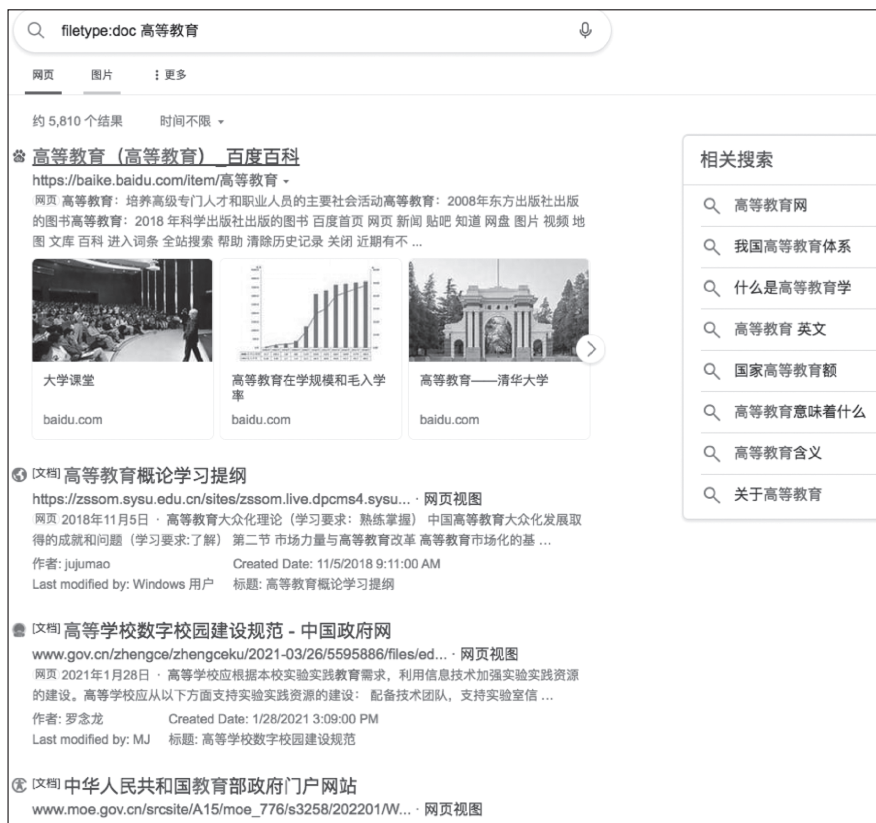 filetype:doc 高等教育
网页 图片 更多
约 5,810 个结果 时间不限
高等教育（高等教育）_百度百科
https://baike.baidu.com/item/高等教育
网页 高等教育：培养高级专门人才和职业人员的主要社会活动高等教育：2008年东方出版社出版
的图书高等教育：2018 年科学出版社出版的图书 百度首页 网页 新闻 贴吧 知道 网盘 图片 视频 地
图 文库 百科 进入词条 全站搜索 帮助 清除历史记录 关闭 近期有不 ...
大学课堂
baidu.com
高等教育在学规模和毛入学
率
baidu.com
高等教育——清华大学
baidu.com
[文档] 高等教育概论学习提纲
https://zssom.sysu.edu.cn/sites/zssom.live.dpcms4.sysu... · 网页视图
网页 2018年11月5日 · 高等教育大众化理论（学习要求：熟练掌握） 中国高等教育大众化发展取
得的成就和问题（学习要求:了解） 第二节 市场力量与高等教育改革 高等教育市场化的基 ...
作者: jujumao Created Date: 11/5/2018 9:11:00 AM
Last modified by: Windows 用户 标题: 高等教育概论学习提纲
[文档] 高等学校数字校园建设规范 - 中国政府网
www.gov.cn/zhengce/zhengceku/2021-03/26/5595886/files/ed... · 网页视图
网页 2021年1月28日 · 高等学校应根据本校实验实践教育需求，利用信息技术加强实验实践资源
的建设。高等学校应从以下方面支持实验实践资源的建设： 配备技术团队，支持实验室信 ...
作者: 罗念龙 Created Date: 1/28/2021 3:09:00 PM
Last modified by: MJ 标题: 高等学校数字校园建设规范
[文档] 中华人民共和国教育部政府门户网站
www.moe.gov.cn/srcsite/A15/moe_776/s3258/202201/W... · 网页视图
相关搜索
高等教育网
我国高等教育体系
什么是高等教育学
高等教育 英文
国家高等教育额
高等教育意味着什么
高等教育含义
关于高等教育